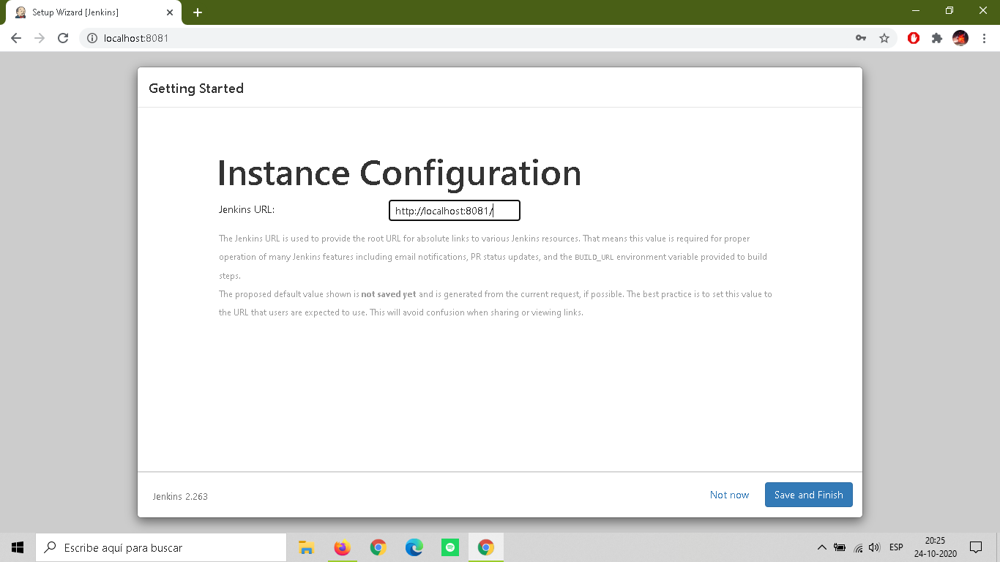 Setup Wizard [Jenkins]
localhost:8081
Getting Started
Instance Configuration
Jenkins URL:
http://localhost:8081/
The Jenkins URL is used to provide the root URL for absolute links to various Jenkins resources. That means this value is required for proper
operation of many Jenkins features including email notifications, PR status updates, and the BUILD_URL environment variable provided to build
steps.
The proposed default value shown is not saved yet and is generated from the current request, if possible. The best practice is to set this value to
the URL that users are expected to use. This will avoid confusion when sharing or viewing links.
Jenkins 2.263
Not now
Save and Finish
Escribe aquí para buscar
ESP
20:25
24-10-2020